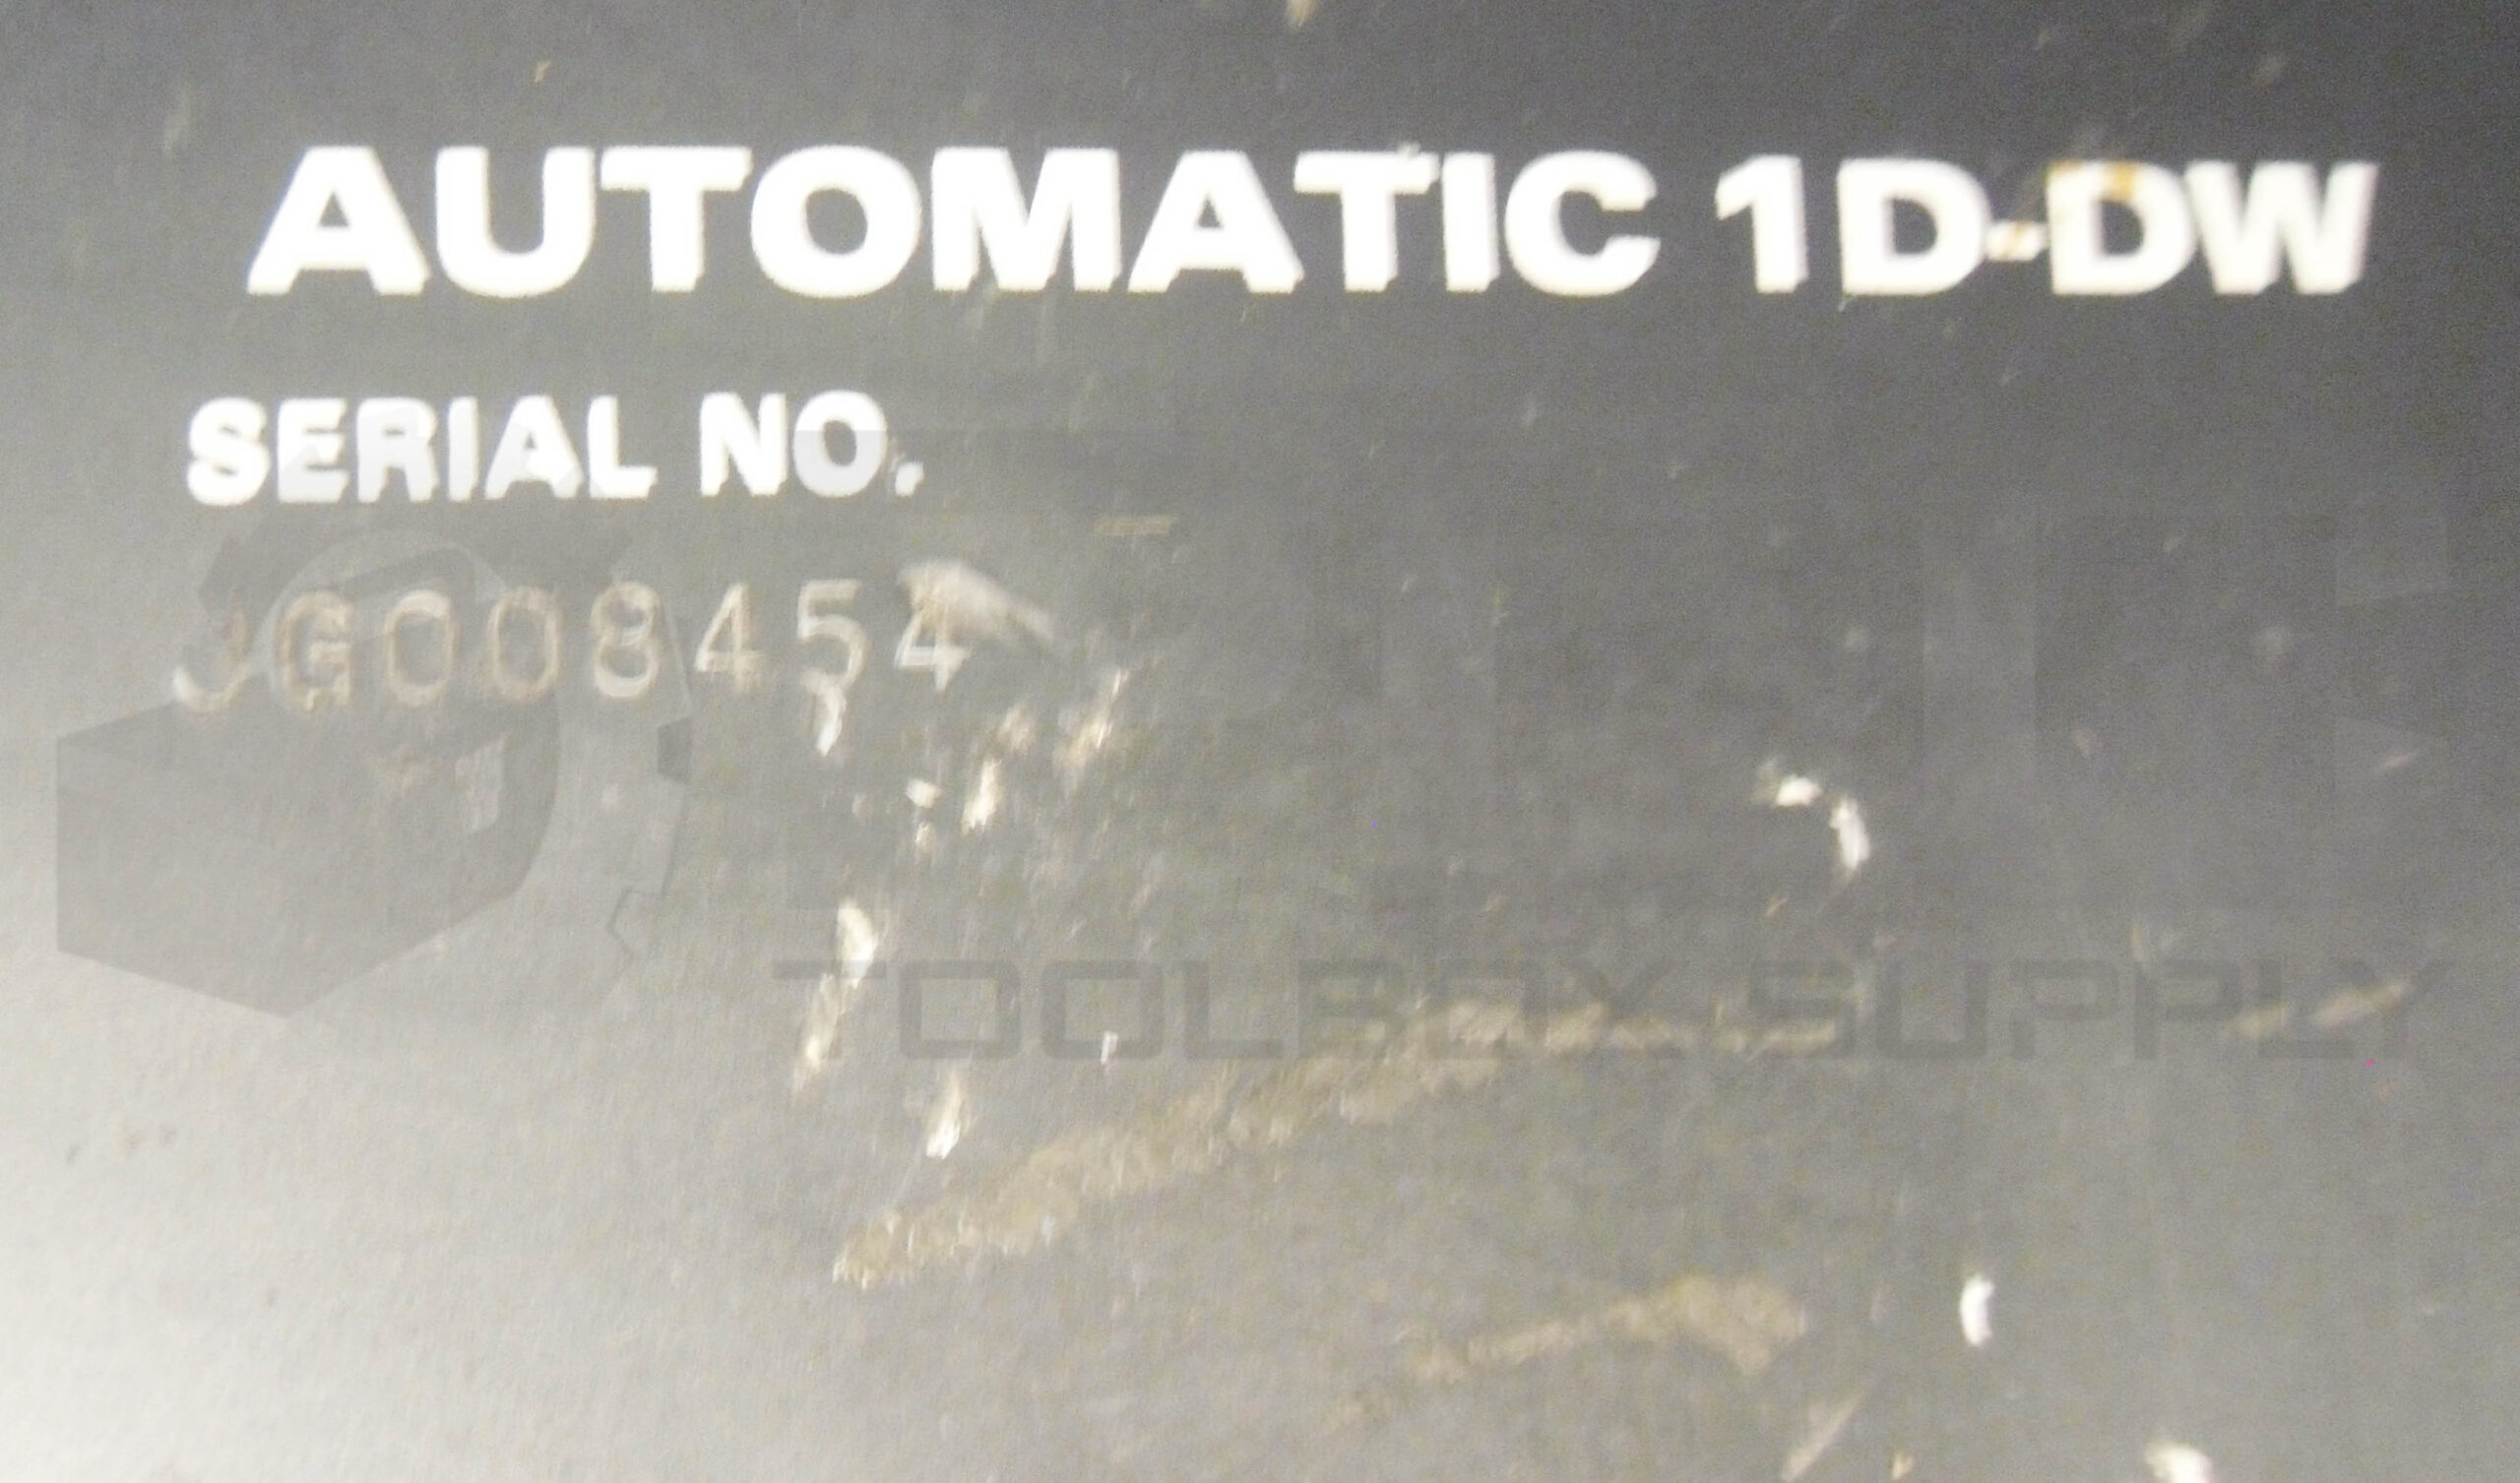 AUTOMATIC 1D-DW
SERIAL NO.
JG008454
TOOLBOX SUPPLY